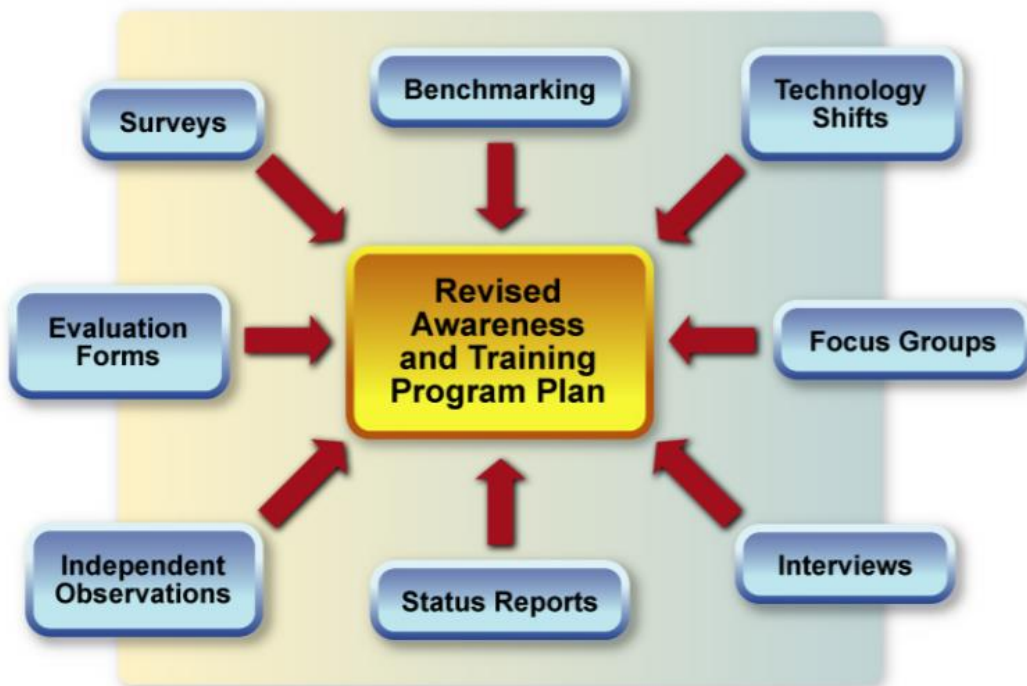 Surveys
Benchmarking
Technology
Shifts
Evaluation
Forms
Revised
Awareness
and Training
Program Plan
Focus Groups
Independent
Observations
Status Reports
Interviews